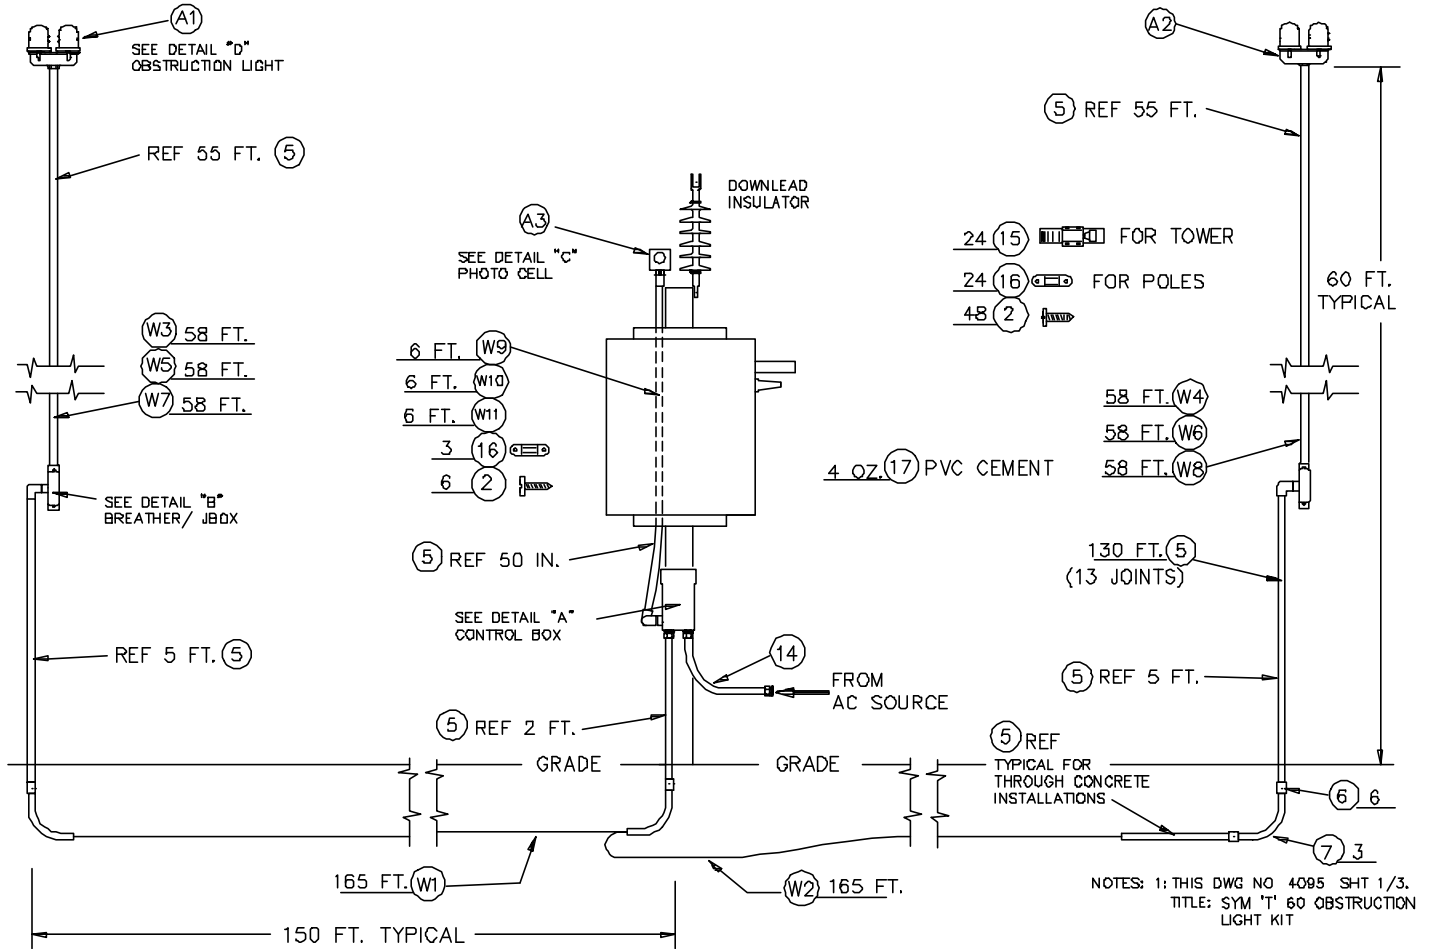 A1
SEE DETAIL "D"
OBSTRUCTION LIGHT
A2
5 REF 55 FT.
REF 55 FT. 5
DOWNLEAD
INSULATOR
A3
SEE DETAIL "C"
PHOTO CELL
24 15 FOR TOWER
24 16 FOR POLES
48 2
60 FT.
TYPICAL
W3 58 FT.
W5 58 FT.
W7 58 FT.
6 FT. W9
6 FT. W10
6 FT. W11
3 16
6 2
58 FT. W4
58 FT. W6
58 FT. W8
4 OZ. 17 PVC CEMENT
SEE DETAIL "B"
BREATHER/ JBOX
5 REF 50 IN.
130 FT. 5
(13 JOINTS)
SEE DETAIL "A"
CONTROL BOX
REF 5 FT. 5
14
FROM
AC SOURCE
5 REF 5 FT.
5 REF 2 FT.
GRADE
GRADE
5 REF
TYPICAL FOR
THROUGH CONCRETE
INSTALLATIONS
6 6
7 3
165 FT. W1
W2 165 FT.
150 FT. TYPICAL
NOTES: 1: THIS DWG NO 4095 SHT 1/3.
TITLE: SYM 'T' 60 OBSTRUCTION
LIGHT KIT